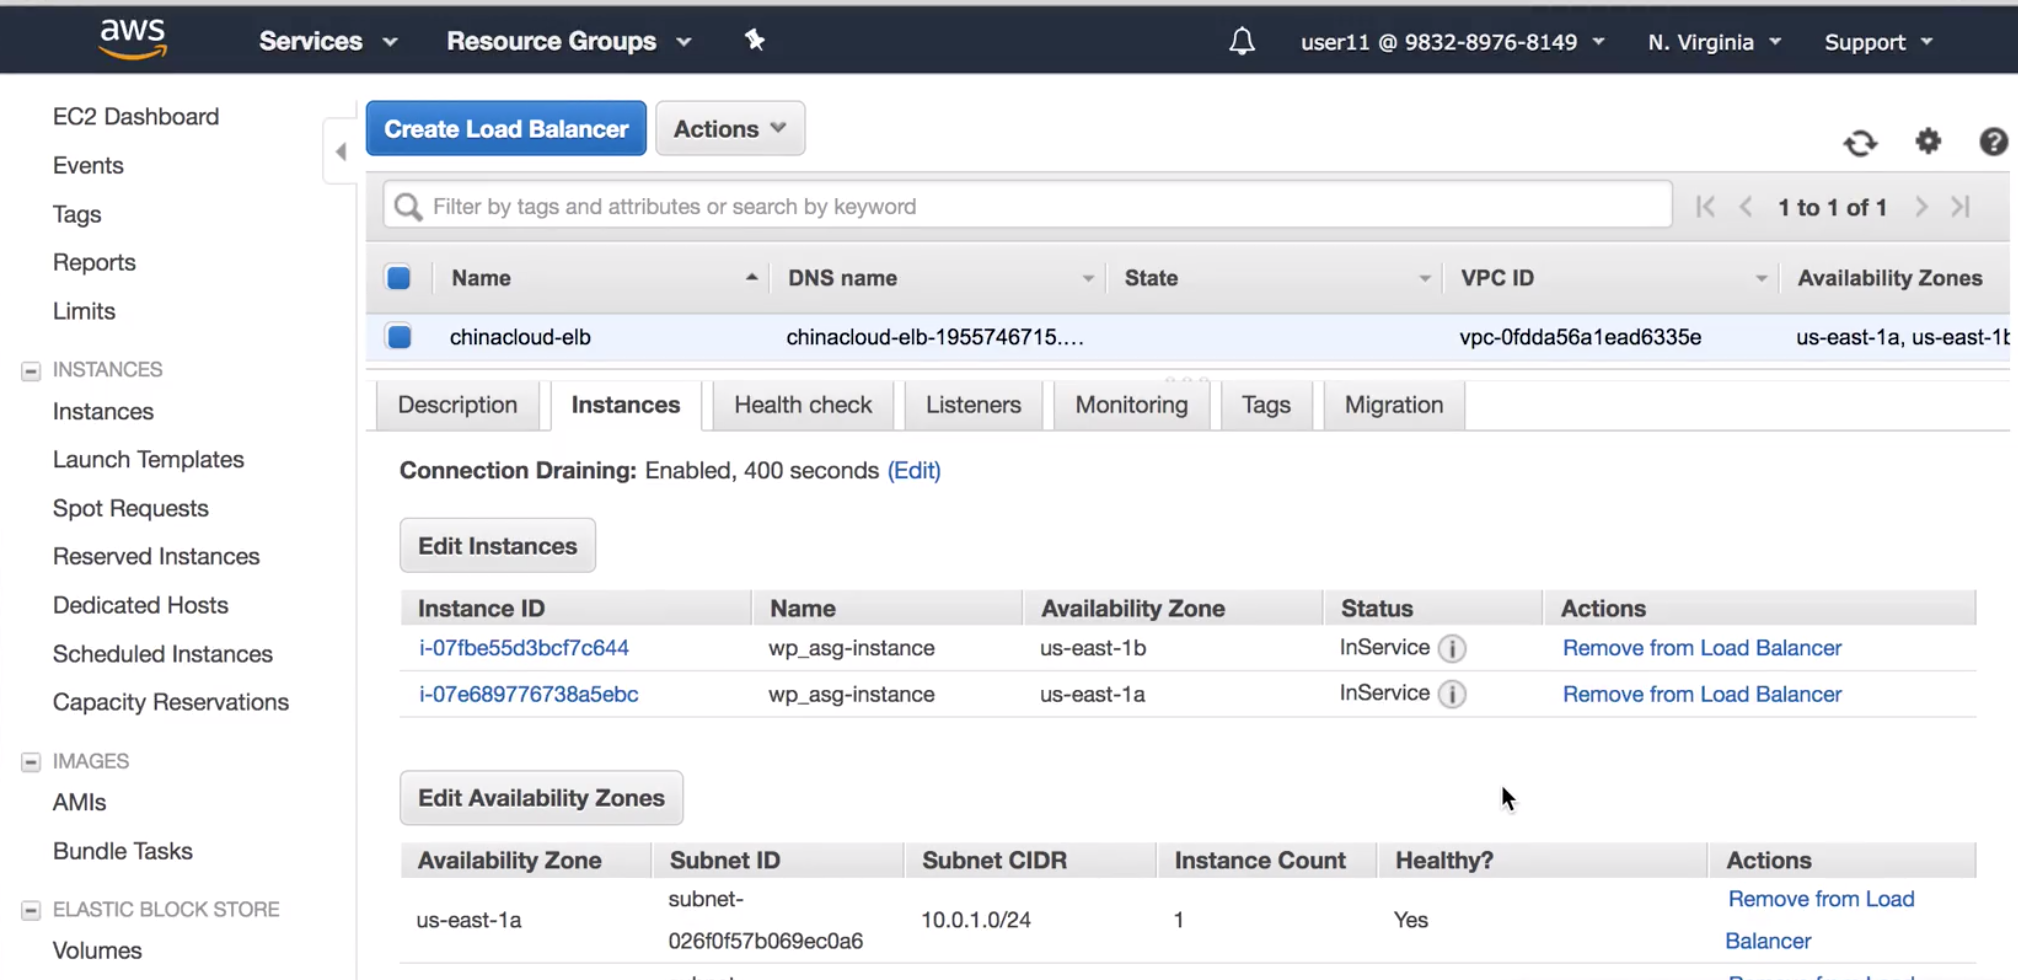 aws Services Resource Groups user11 @ 9832-8976-8149 N. Virginia Support
EC2 Dashboard
Events
Tags
Reports
Limits
INSTANCES
Instances
Launch Templates
Spot Requests
Reserved Instances
Dedicated Hosts
Scheduled Instances
Capacity Reservations
IMAGES
AMIs
Bundle Tasks
ELASTIC BLOCK STORE
Volumes
Create Load Balancer Actions
Filter by tags and attributes or search by keyword 1 to 1 of 1
Name DNS name State VPC ID Availability Zones
chinacloud-elb chinacloud-elb-1955746715.... vpc-0fdda56a1ead6335e us-east-1a, us-east-1b
Description Instances Health check Listeners Monitoring Tags Migration
Connection Draining: Enabled, 400 seconds (Edit)
Edit Instances
Instance ID Name Availability Zone Status Actions
i-07fbe55d3bcf7c644 wp_asg-instance us-east-1b InService Remove from Load Balancer
i-07e689776738a5ebc wp_asg-instance us-east-1a InService Remove from Load Balancer
Edit Availability Zones
Availability Zone Subnet ID Subnet CIDR Instance Count Healthy? Actions
us-east-1a subnet-026f0f57b069ec0a6 10.0.1.0/24 1 Yes Remove from Load Balancer